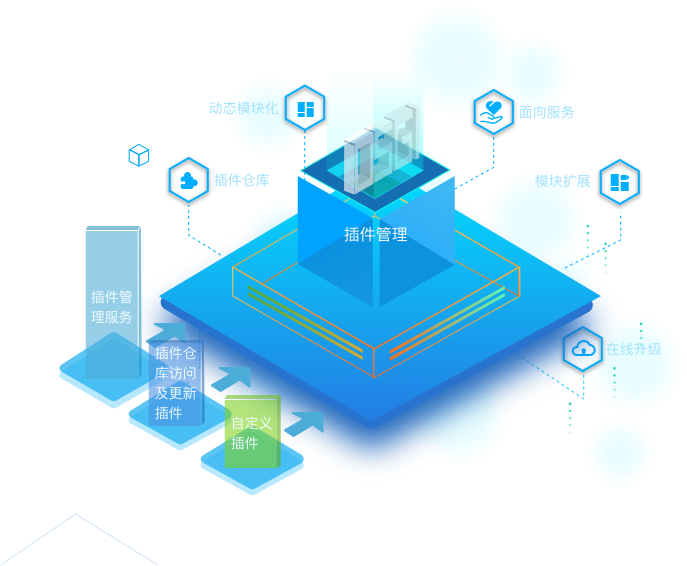 动态模块化
面向服务
插件仓库
模块扩展
插件管理
插件管
理服务
插件仓
库访问
及更新
插件
在线升级
自定义
插件